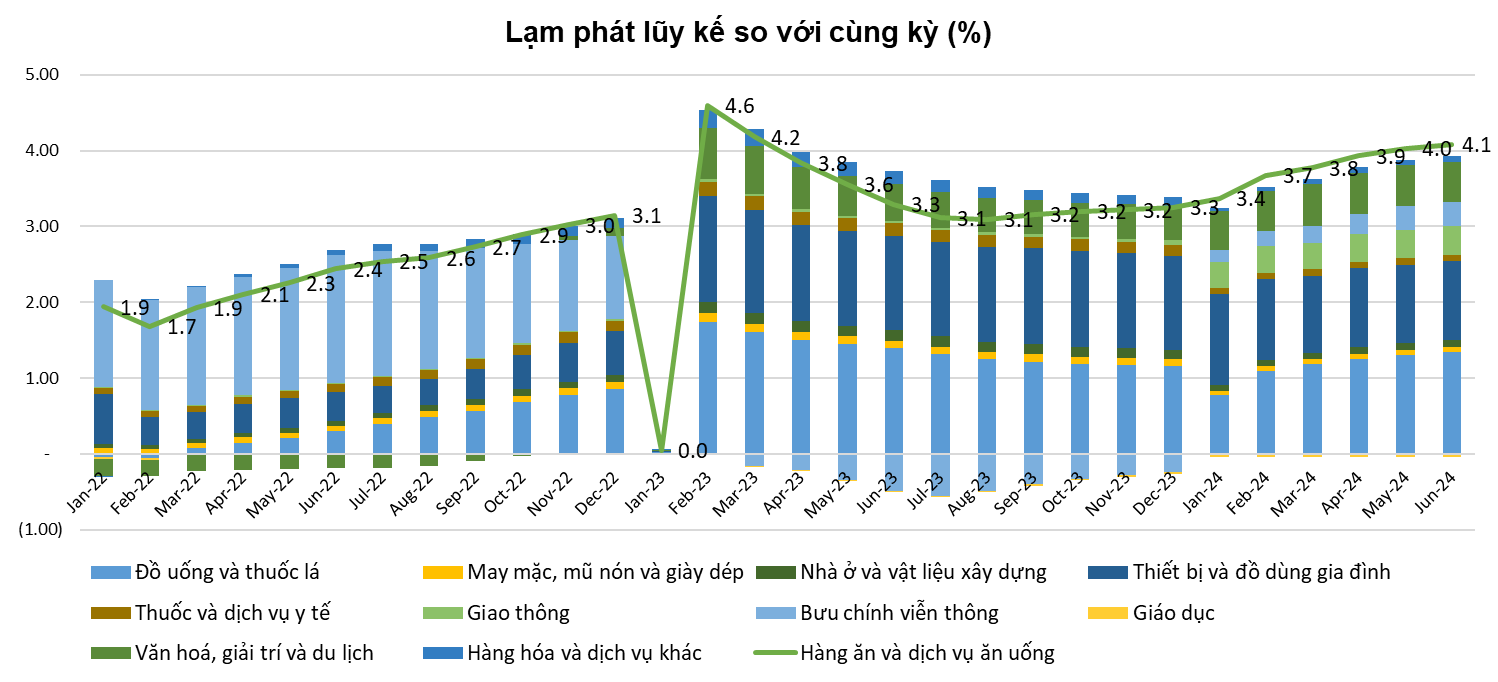 Lạm phát lũy kế so với cùng kỳ (%)
5.00
4.00
3.00
2.00
1.00
-
(1.00)
1.9
1.7
1.9
2.1
2.3
2.4
2.5
2.6
2.7
2.9
3.0
3.1
0.0
4.6
4.2
3.8
3.6
3.3
3.1
3.1
3.2
3.2
3.2
3.3
3.4
3.7
3.8
3.9
4.0
4.1
Jan-22
Feb-22
Mar-22
Apr-22
May-22
Jun-22
Jul-22
Aug-22
Sep-22
Oct-22
Nov-22
Dec-22
Jan-23
Feb-23
Mar-23
Apr-23
May-23
Jun-23
Jul-23
Aug-23
Sep-23
Oct-23
Nov-23
Dec-23
Jan-24
Feb-24
Mar-24
Apr-24
May-24
Jun-24
Đồ uống và thuốc lá
May mặc, mũ nón và giày dép
Nhà ở và vật liệu xây dựng
Thiết bị và đồ dùng gia đình
Thuốc và dịch vụ y tế
Giao thông
Bưu chính viễn thông
Giáo dục
Văn hoá, giải trí và du lịch
Hàng hóa và dịch vụ khác
Hàng ăn và dịch vụ ăn uống